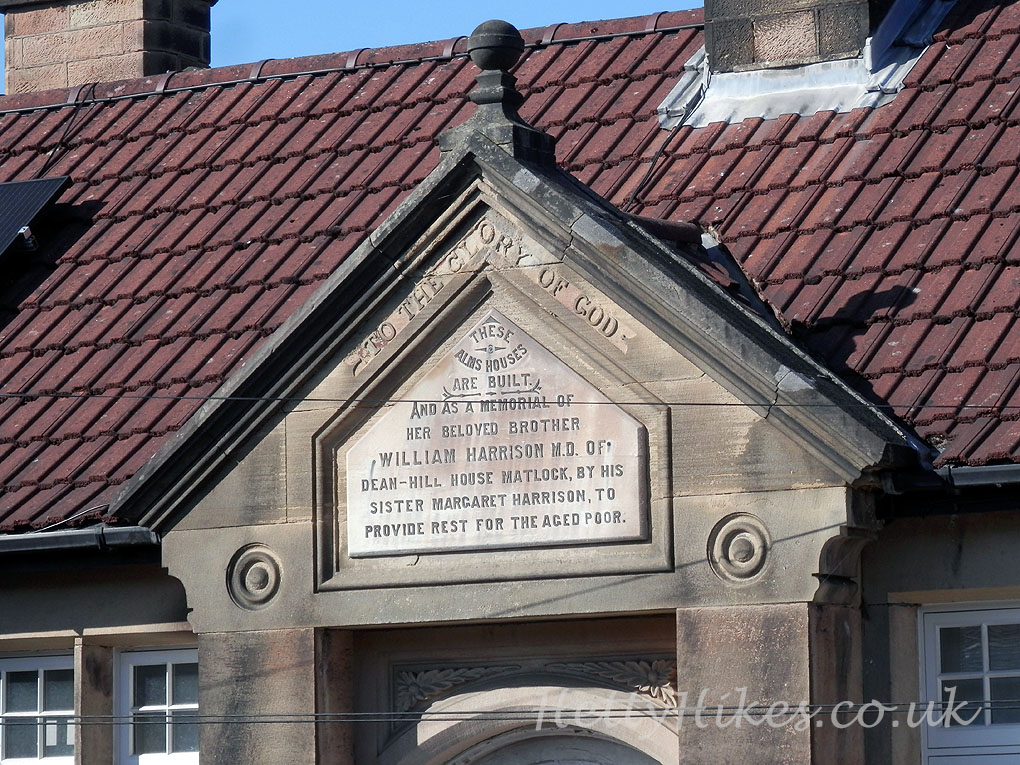 TO THE GLORY OF GOD.
THESE
ALMS HOUSES
ARE BUILT.
AND AS A MEMORIAL OF
HER BELOVED BROTHER
WILLIAM HARRISON M.D. OF,
DEAN-HILL HOUSE MATLOCK, BY HIS
SISTER MARGARET HARRISON, TO
PROVIDE REST FOR THE AGED POOR.
HettyHikes.co.uk